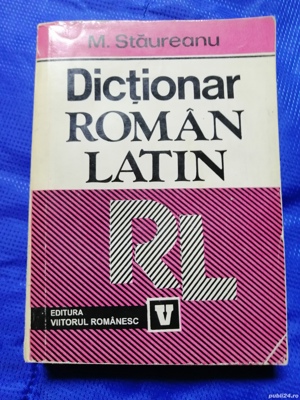 M. Stăureanu
Dicționar
ROMÂN
LATIN
RL
EDITURA
VIITORUL ROMÂNESC
V
publi24.ro